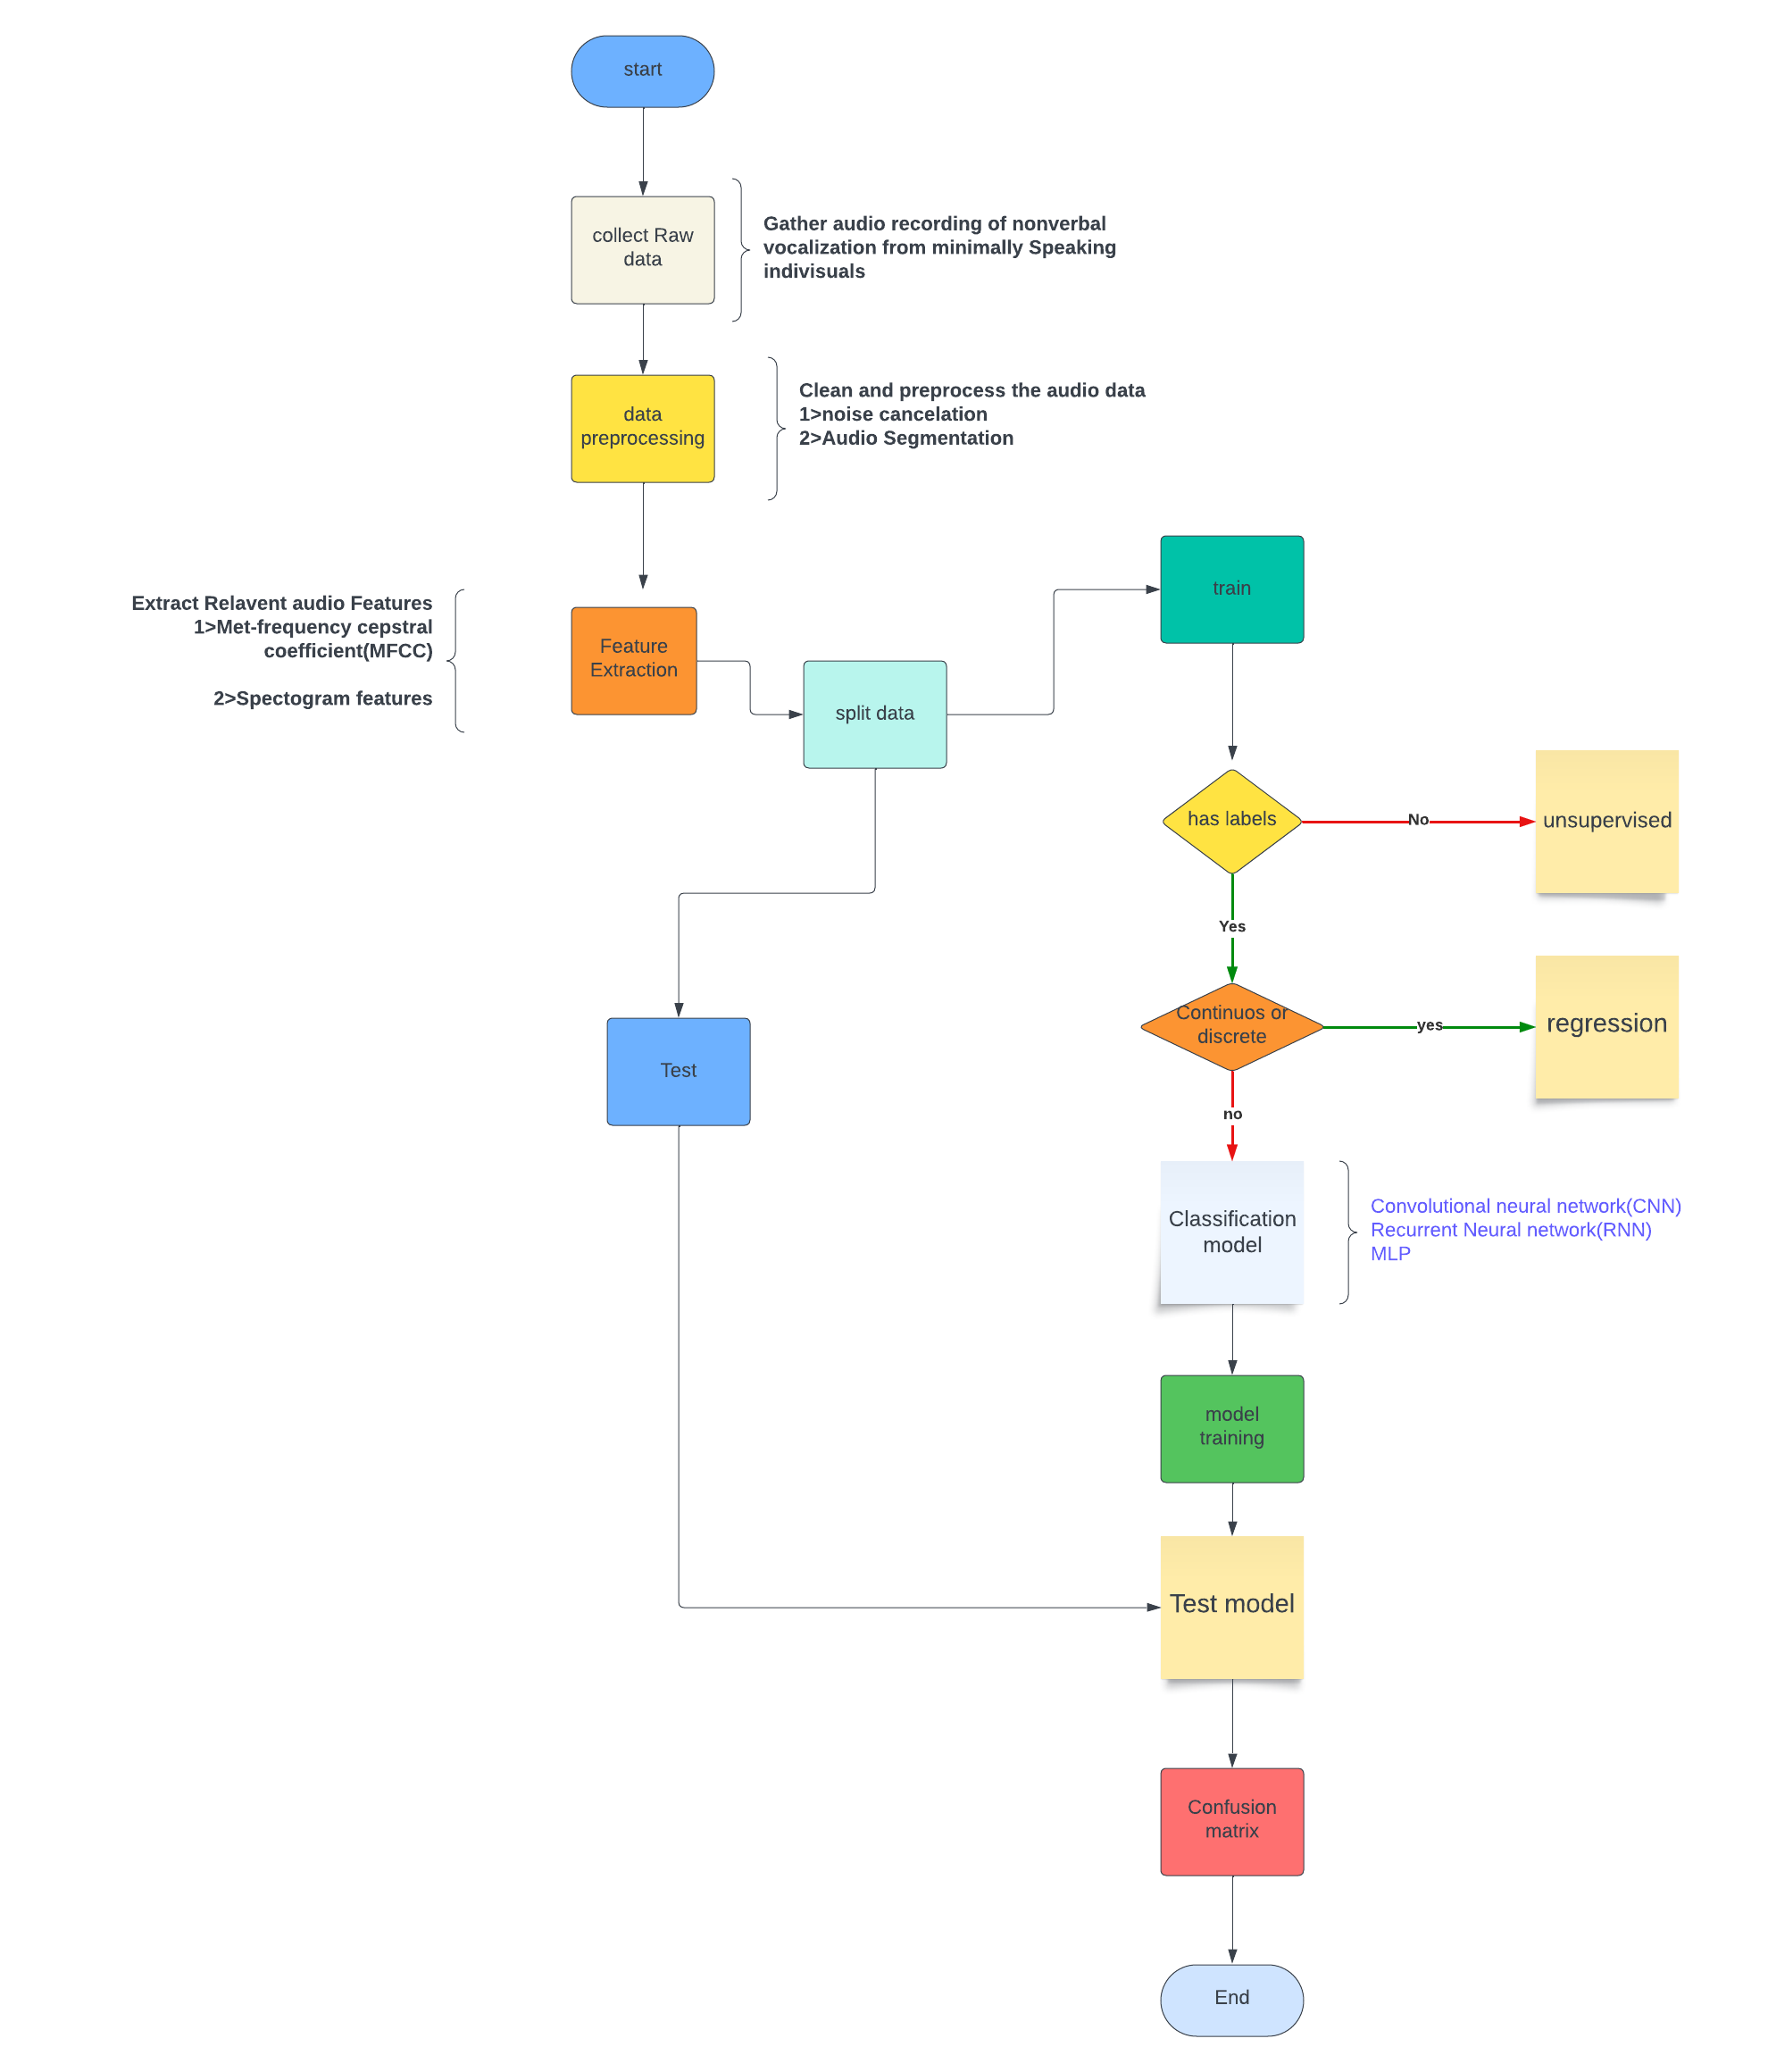 start
collect Raw
data
Gather audio recording of nonverbal
vocalization from minimally Speaking
indivisuals
data
preprocessing
Clean and preprocess the audio data
1>noise cancelation
2>Audio Segmentation
Extract Relavent audio Features
1>Met-frequency cepstral
coefficient(MFCC)
2>Spectogram features
Feature
Extraction
split data
train
has labels
No
unsupervised
Yes
Continuos or
discrete
yes
regression
no
Test
Classification
model
Convolutional neural network(CNN)
Recurrent Neural network(RNN)
MLP
model
training
Test model
Confusion
matrix
End